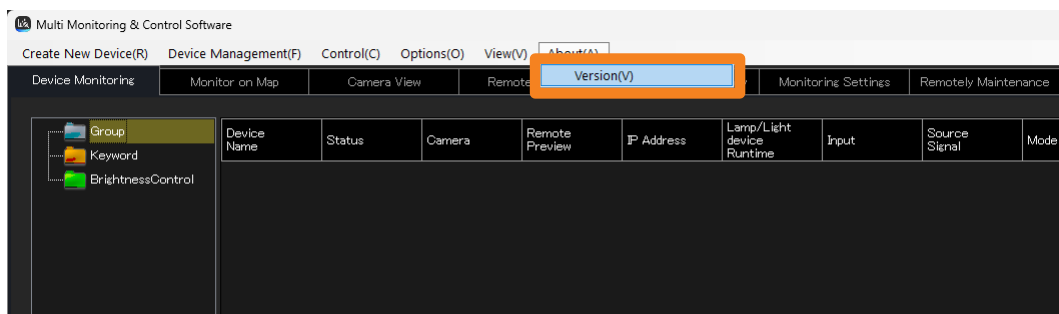 Multi Monitoring & Control Software
Create New Device(R) Device Management(F) Control(C) Options(O) View(V) About(A)
Version(V)
Device Monitoring Monitor on Map Camera View Remote Monitoring Settings Remotely Maintenance
Group
Keyword
BrightnessControl
Device
Name
Status
Camera
Remote
Preview
IP Address
Lamp/Light
device
Runtime
Input
Source
Signal
Mode